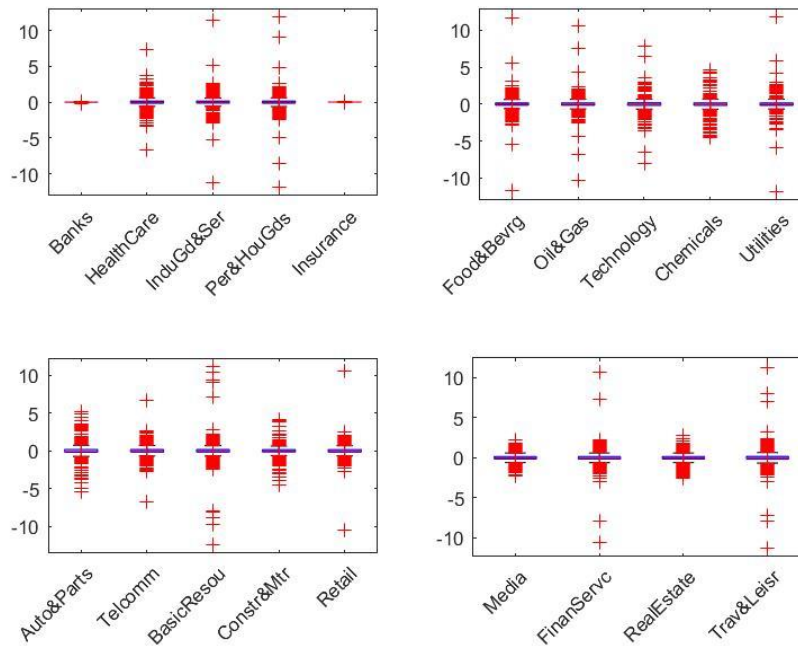 10
5
0
-5
-10
Banks
HealthCare
InduGd&Ser
Per&HouGds
Insurance
10
5
0
-5
-10
Food&Bevrg
Oil&Gas
Technology
Chemicals
Utilities
10
5
0
-5
-10
Auto&Parts
Telcomm
BasicResou
Constr&Mtr
Retail
10
5
0
-5
-10
Media
FinanServc
RealEstate
Trav&Leisr